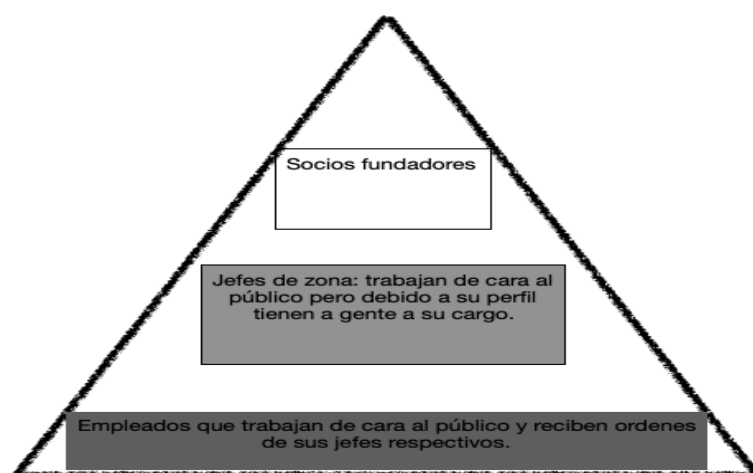 Socios fundadores
Jefes de zona: trabajan de cara al
público pero debido a su perfil
tienen a gente a su cargo.
Empleados que trabajan de cara al público y reciben ordenes
de sus jefes respectivos.